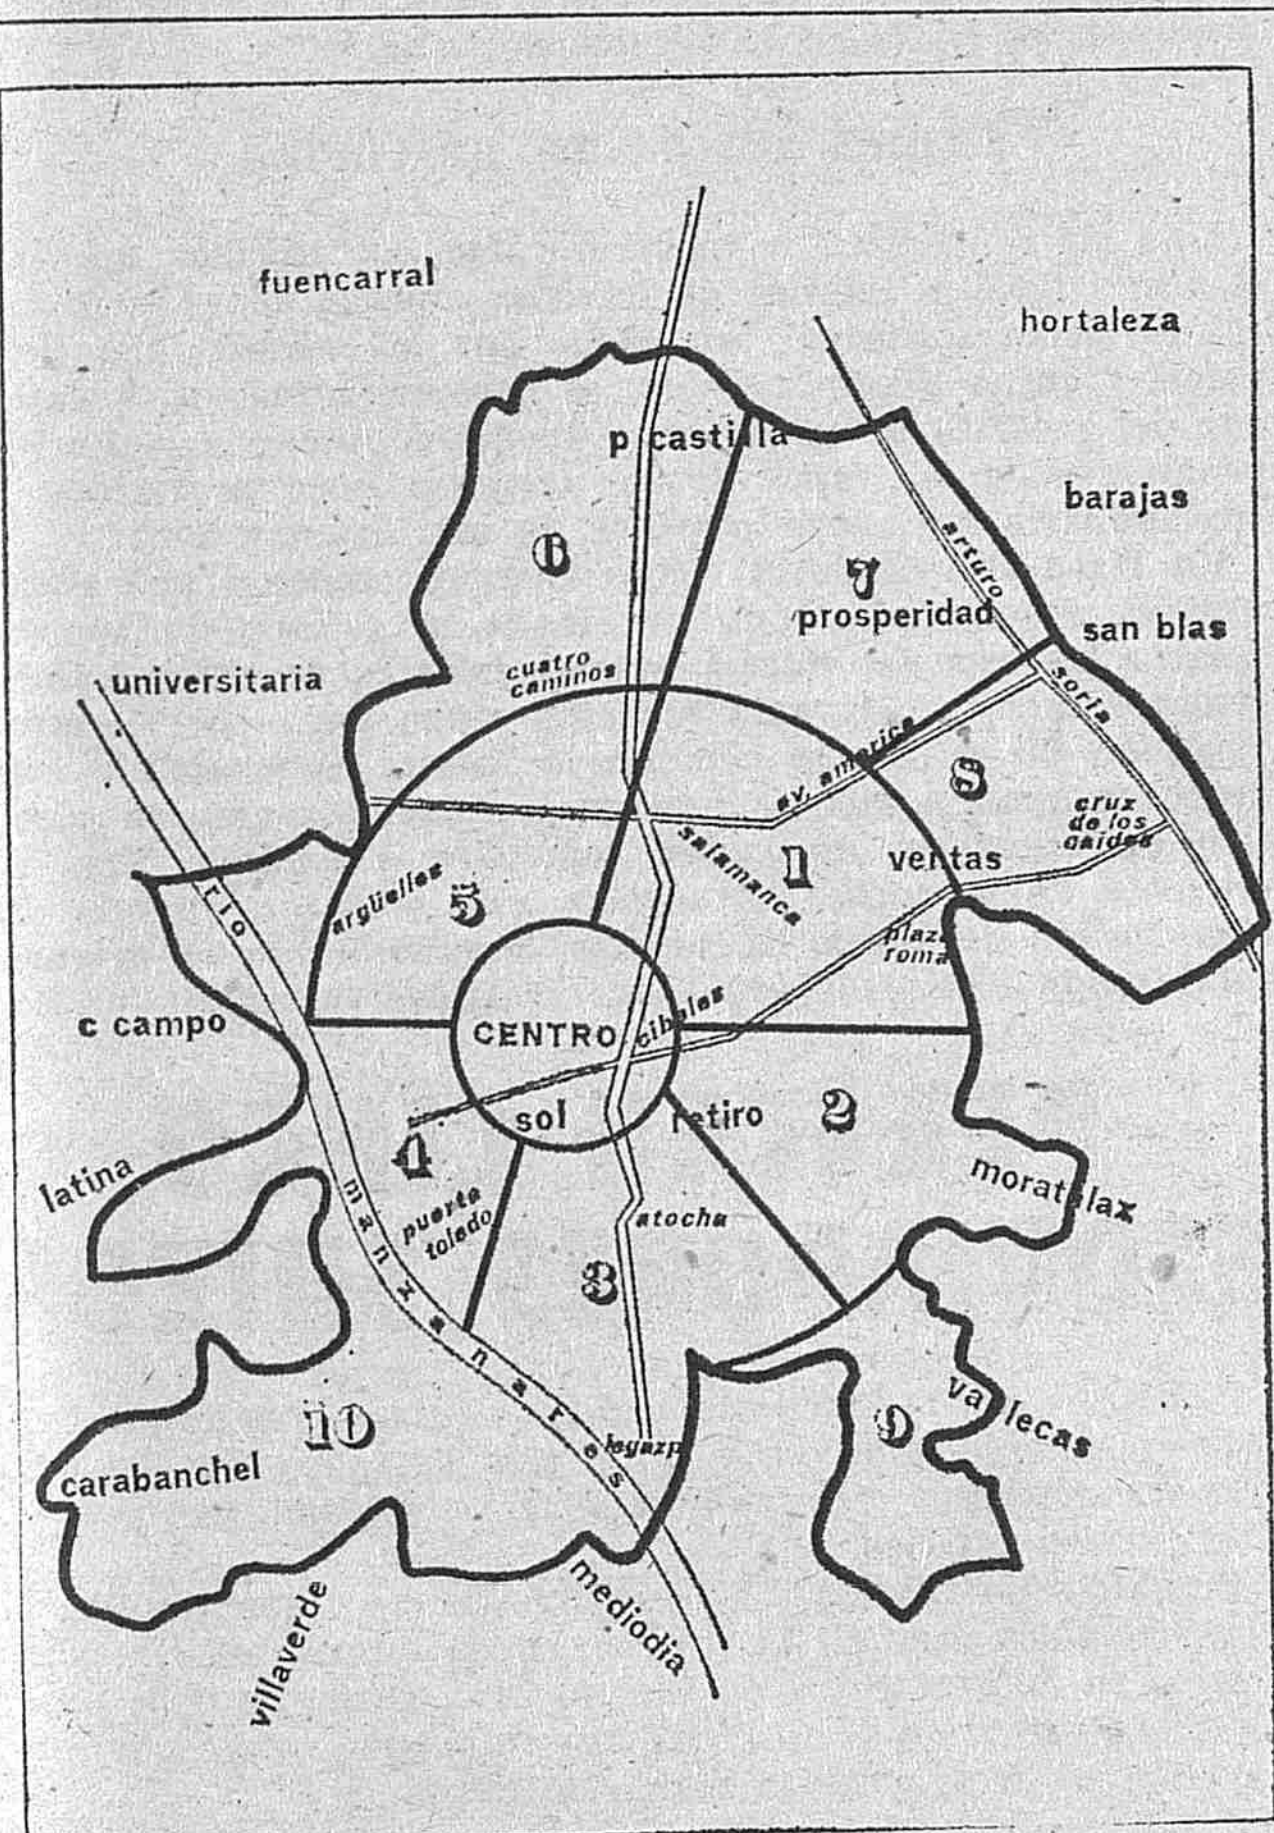 fuencarral
hortaleza
p castilla
barajas
6
arturo
7
prosperidad
san blas
cuatro
caminos
universitaria
soria
av. america
8
cruz
de los
caidos
salamanca
1
ventas
argüelles
5
rio
plaza
roma
c campo
CENTRO
cibeles
sol
retiro
2
4
latina
moratalax
manzanares
puerta
toledo
atocha
3
vallecas
10
9
legazpi
carabanchel
mediodia
villaverde